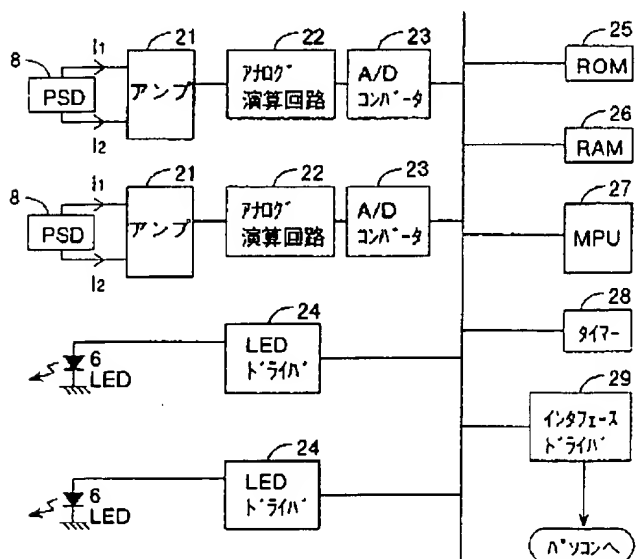 8
PSD
I1
I2
21
アンプ
22
アナログ
演算回路
23
A/D
コンバータ
8
PSD
I1
I2
21
アンプ
22
アナログ
演算回路
23
A/D
コンバータ
24
LED
ドライバ
6
LED
24
LED
ドライバ
6
LED
25
ROM
26
RAM
27
MPU
28
タイマー
29
インタフェース
ドライバ
パソコンへ